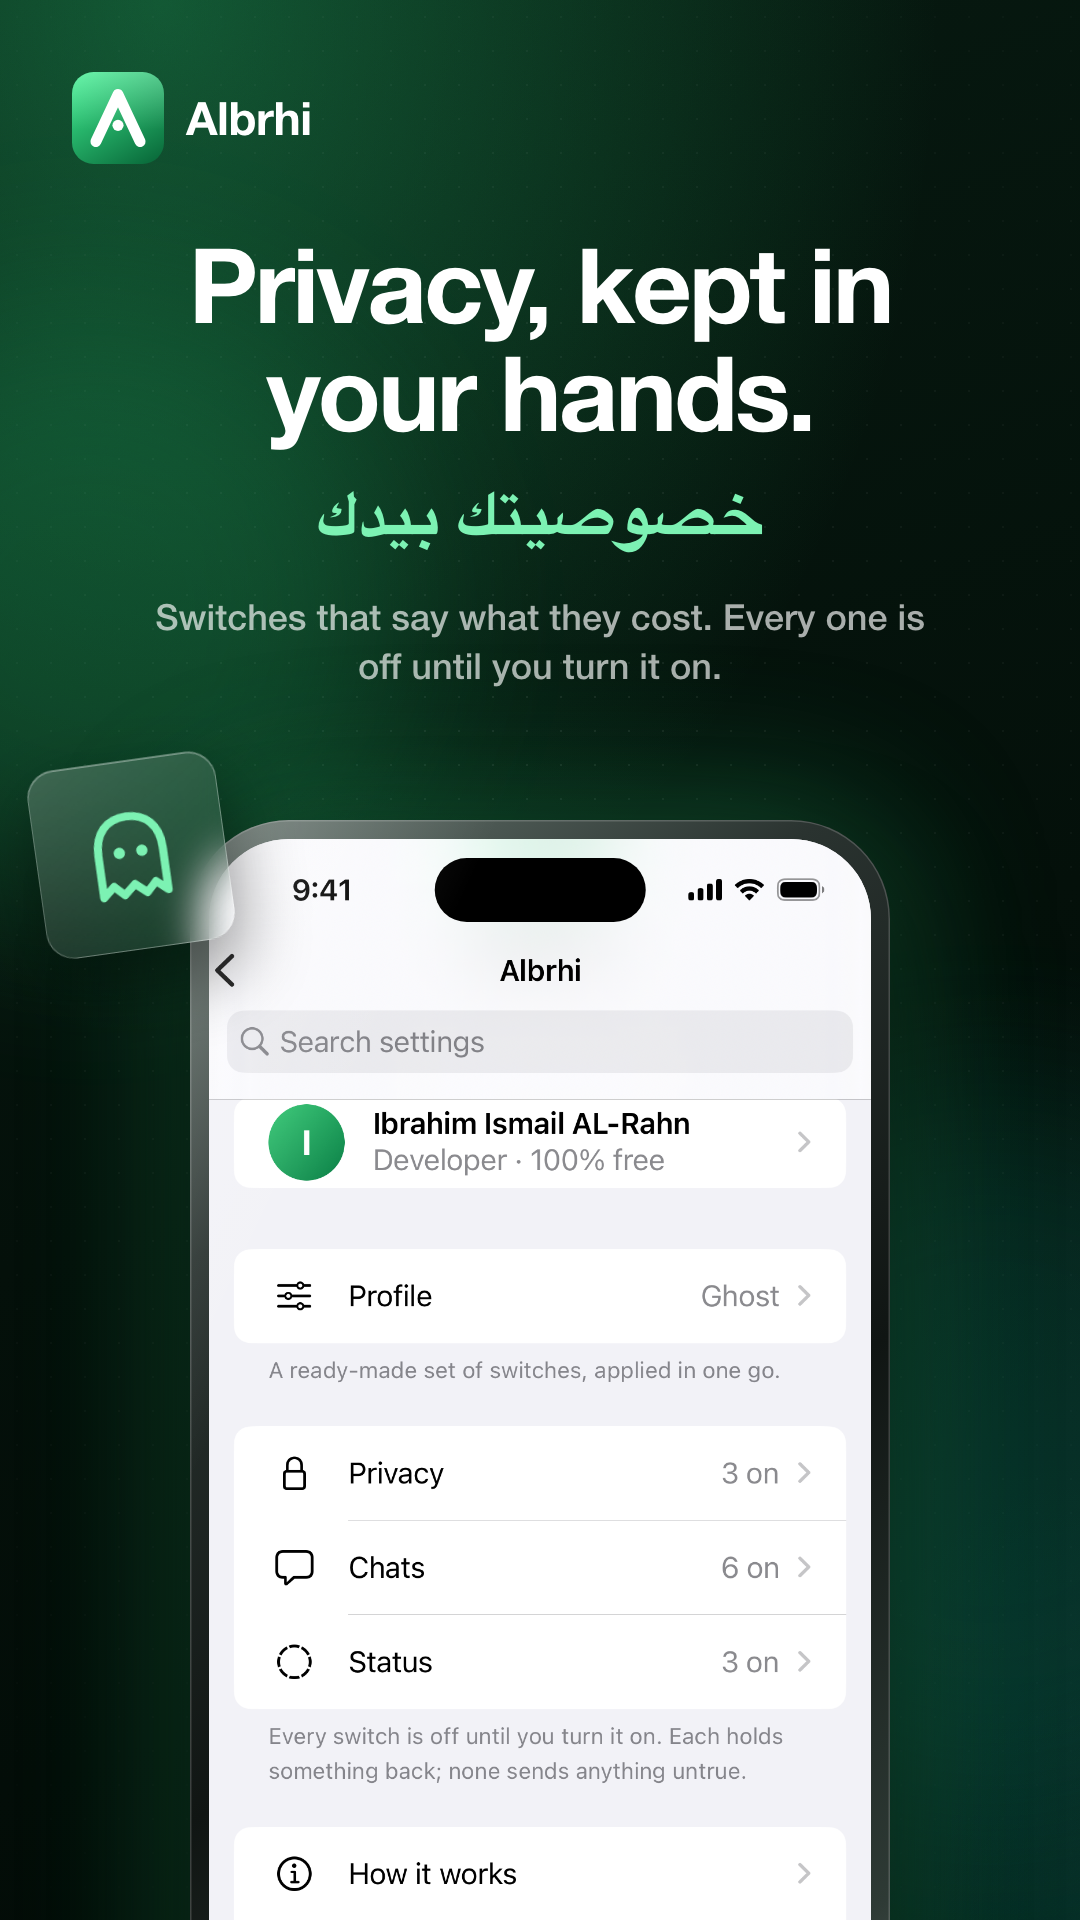 Albrhi
Privacy, kept in
your hands.
خصوصيتك بيدك
Switches that say what they cost. Every one is
off until you turn it on.
9:41
Albrhi
Search settings
I
Ibrahim Ismail AL-Rahn
Developer · 100% free
Profile
Ghost
A ready-made set of switches, applied in one go.
Privacy
3 on
Chats
6 on
Status
3 on
Every switch is off until you turn it on. Each holds
something back; none sends anything untrue.
How it works